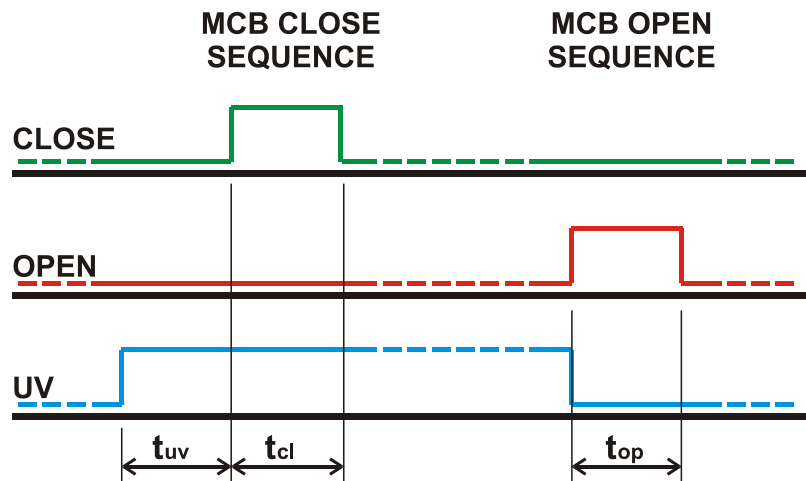 MCB CLOSE
SEQUENCE
MCB OPEN
SEQUENCE
CLOSE
OPEN
UV
tuv
tcl
top